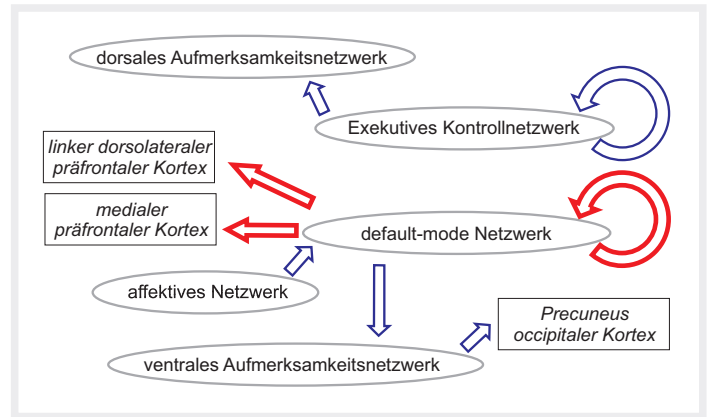 dorsales Aufmerksamkeitsnetzwerk
Exekutives Kontrollnetzwerk
linker dorsolateraler
präfrontaler Kortex
medialer
präfrontaler Kortex
default-mode Netzwerk
affektives Netzwerk
Precuneus
occipitaler Kortex
ventrales Aufmerksamkeitsnetzwerk